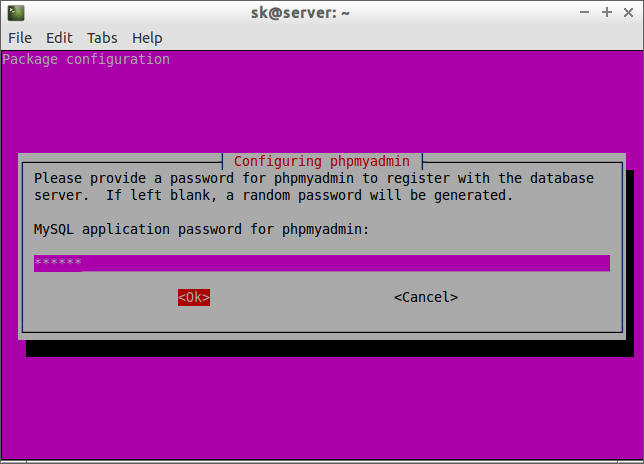 sk@server: ~
File Edit Tabs Help
Package configuration
Configuring phpmyadmin
Please provide a password for phpmyadmin to register with the database
server.  If left blank, a random password will be generated.
MySQL application password for phpmyadmin:
******
<Ok> <Cancel>